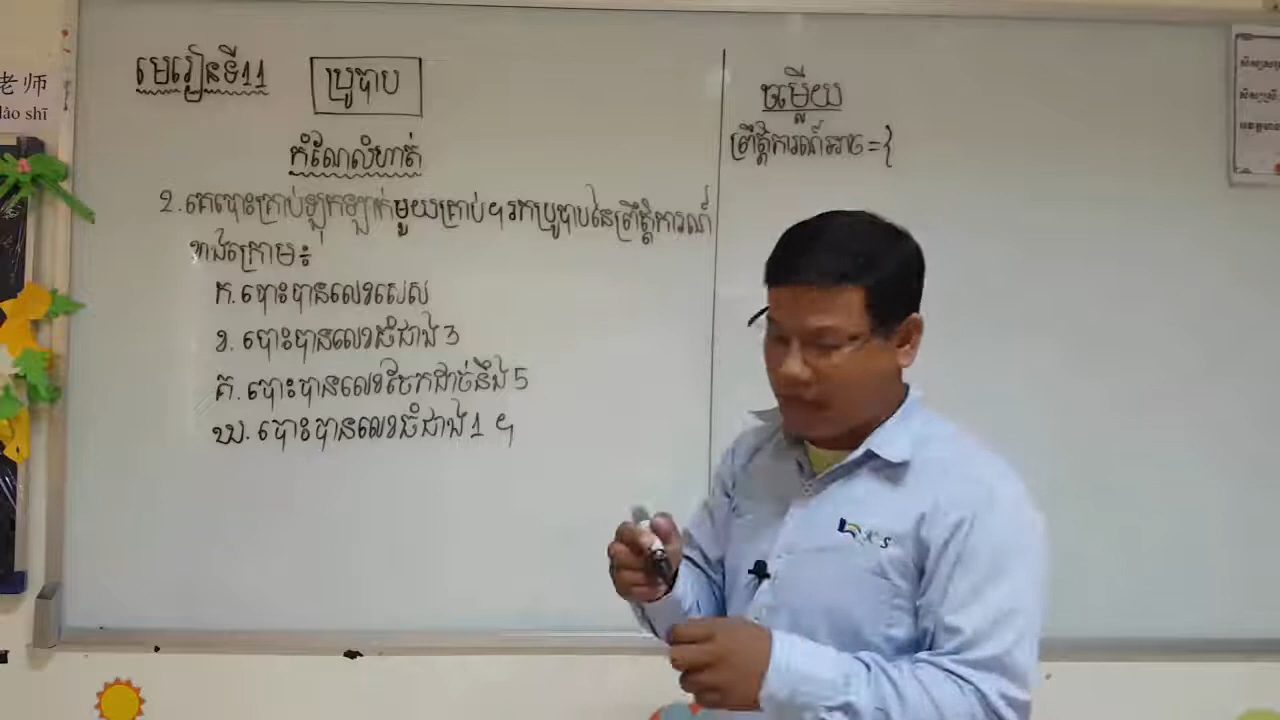 老师
lǎo shī
មេរៀនទី11
ប្រូបាប
កំណែលំហាត់
2. គេបោះគ្រាប់ឡុកឡាក់មួយគ្រាប់ ។ រកប្រូបាបនៃព្រឹត្តិការណ៍
ខាងក្រោម៖
ក. បោះបានលេខសេស
ខ. បោះបានលេខធំជាង 3
គ. បោះបានលេខចែកដាច់នឹង 5
ឃ. បោះបានលេខធំជាង 1 ។
ចម្លើយ
ព្រឹត្តិការណ៍អាច = {